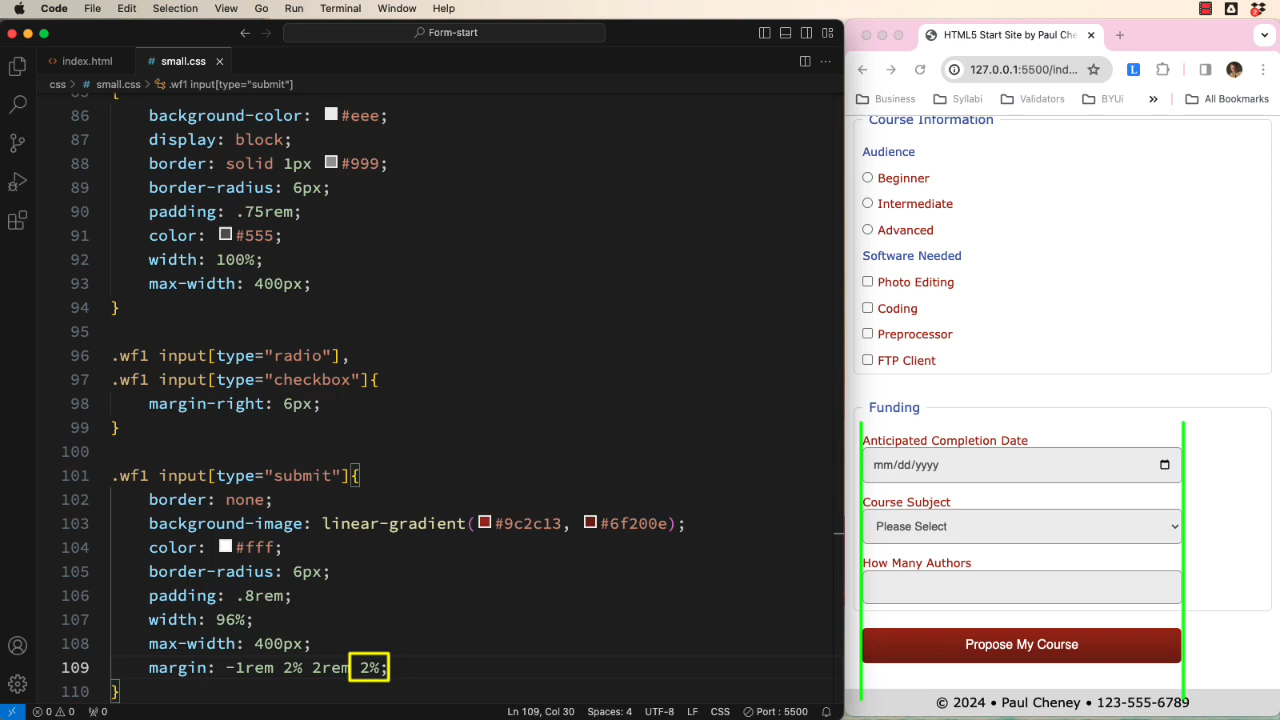 Code File Edit Selection View Go Run Terminal Window Help
Form-start
index.html
small.css
css > small.css > .wf1 input[type="submit"]
86 background-color: #eee;
87 display: block;
88 border: solid 1px #999;
89 border-radius: 6px;
90 padding: .75rem;
91 color: #555;
92 width: 100%;
93 max-width: 400px;
94 }
95
96 .wf1 input[type="radio"],
97 .wf1 input[type="checkbox"]{
98 margin-right: 6px;
99 }
100
101 .wf1 input[type="submit"]{
102 border: none;
103 background-image: linear-gradient(#9c2c13, #6f200e);
104 color: #fff;
105 border-radius: 6px;
106 padding: .8rem;
107 width: 96%;
108 max-width: 400px;
109 margin: -1rem 2% 2rem 2%;
110 }
0 0 0
Ln 109, Col 30 Spaces: 4 UTF-8 LF CSS Port : 5500
HTML5 Start Site by Paul Che
127.0.0.1:5500/ind...
Business Syllabi Validators BYUi » All Bookmarks
Course Information
Audience
Beginner
Intermediate
Advanced
Software Needed
Photo Editing
Coding
Preprocessor
FTP Client
Funding
Anticipated Completion Date
mm/dd/yyyy
Course Subject
Please Select
How Many Authors
Propose My Course
© 2024 • Paul Cheney • 123-555-6789